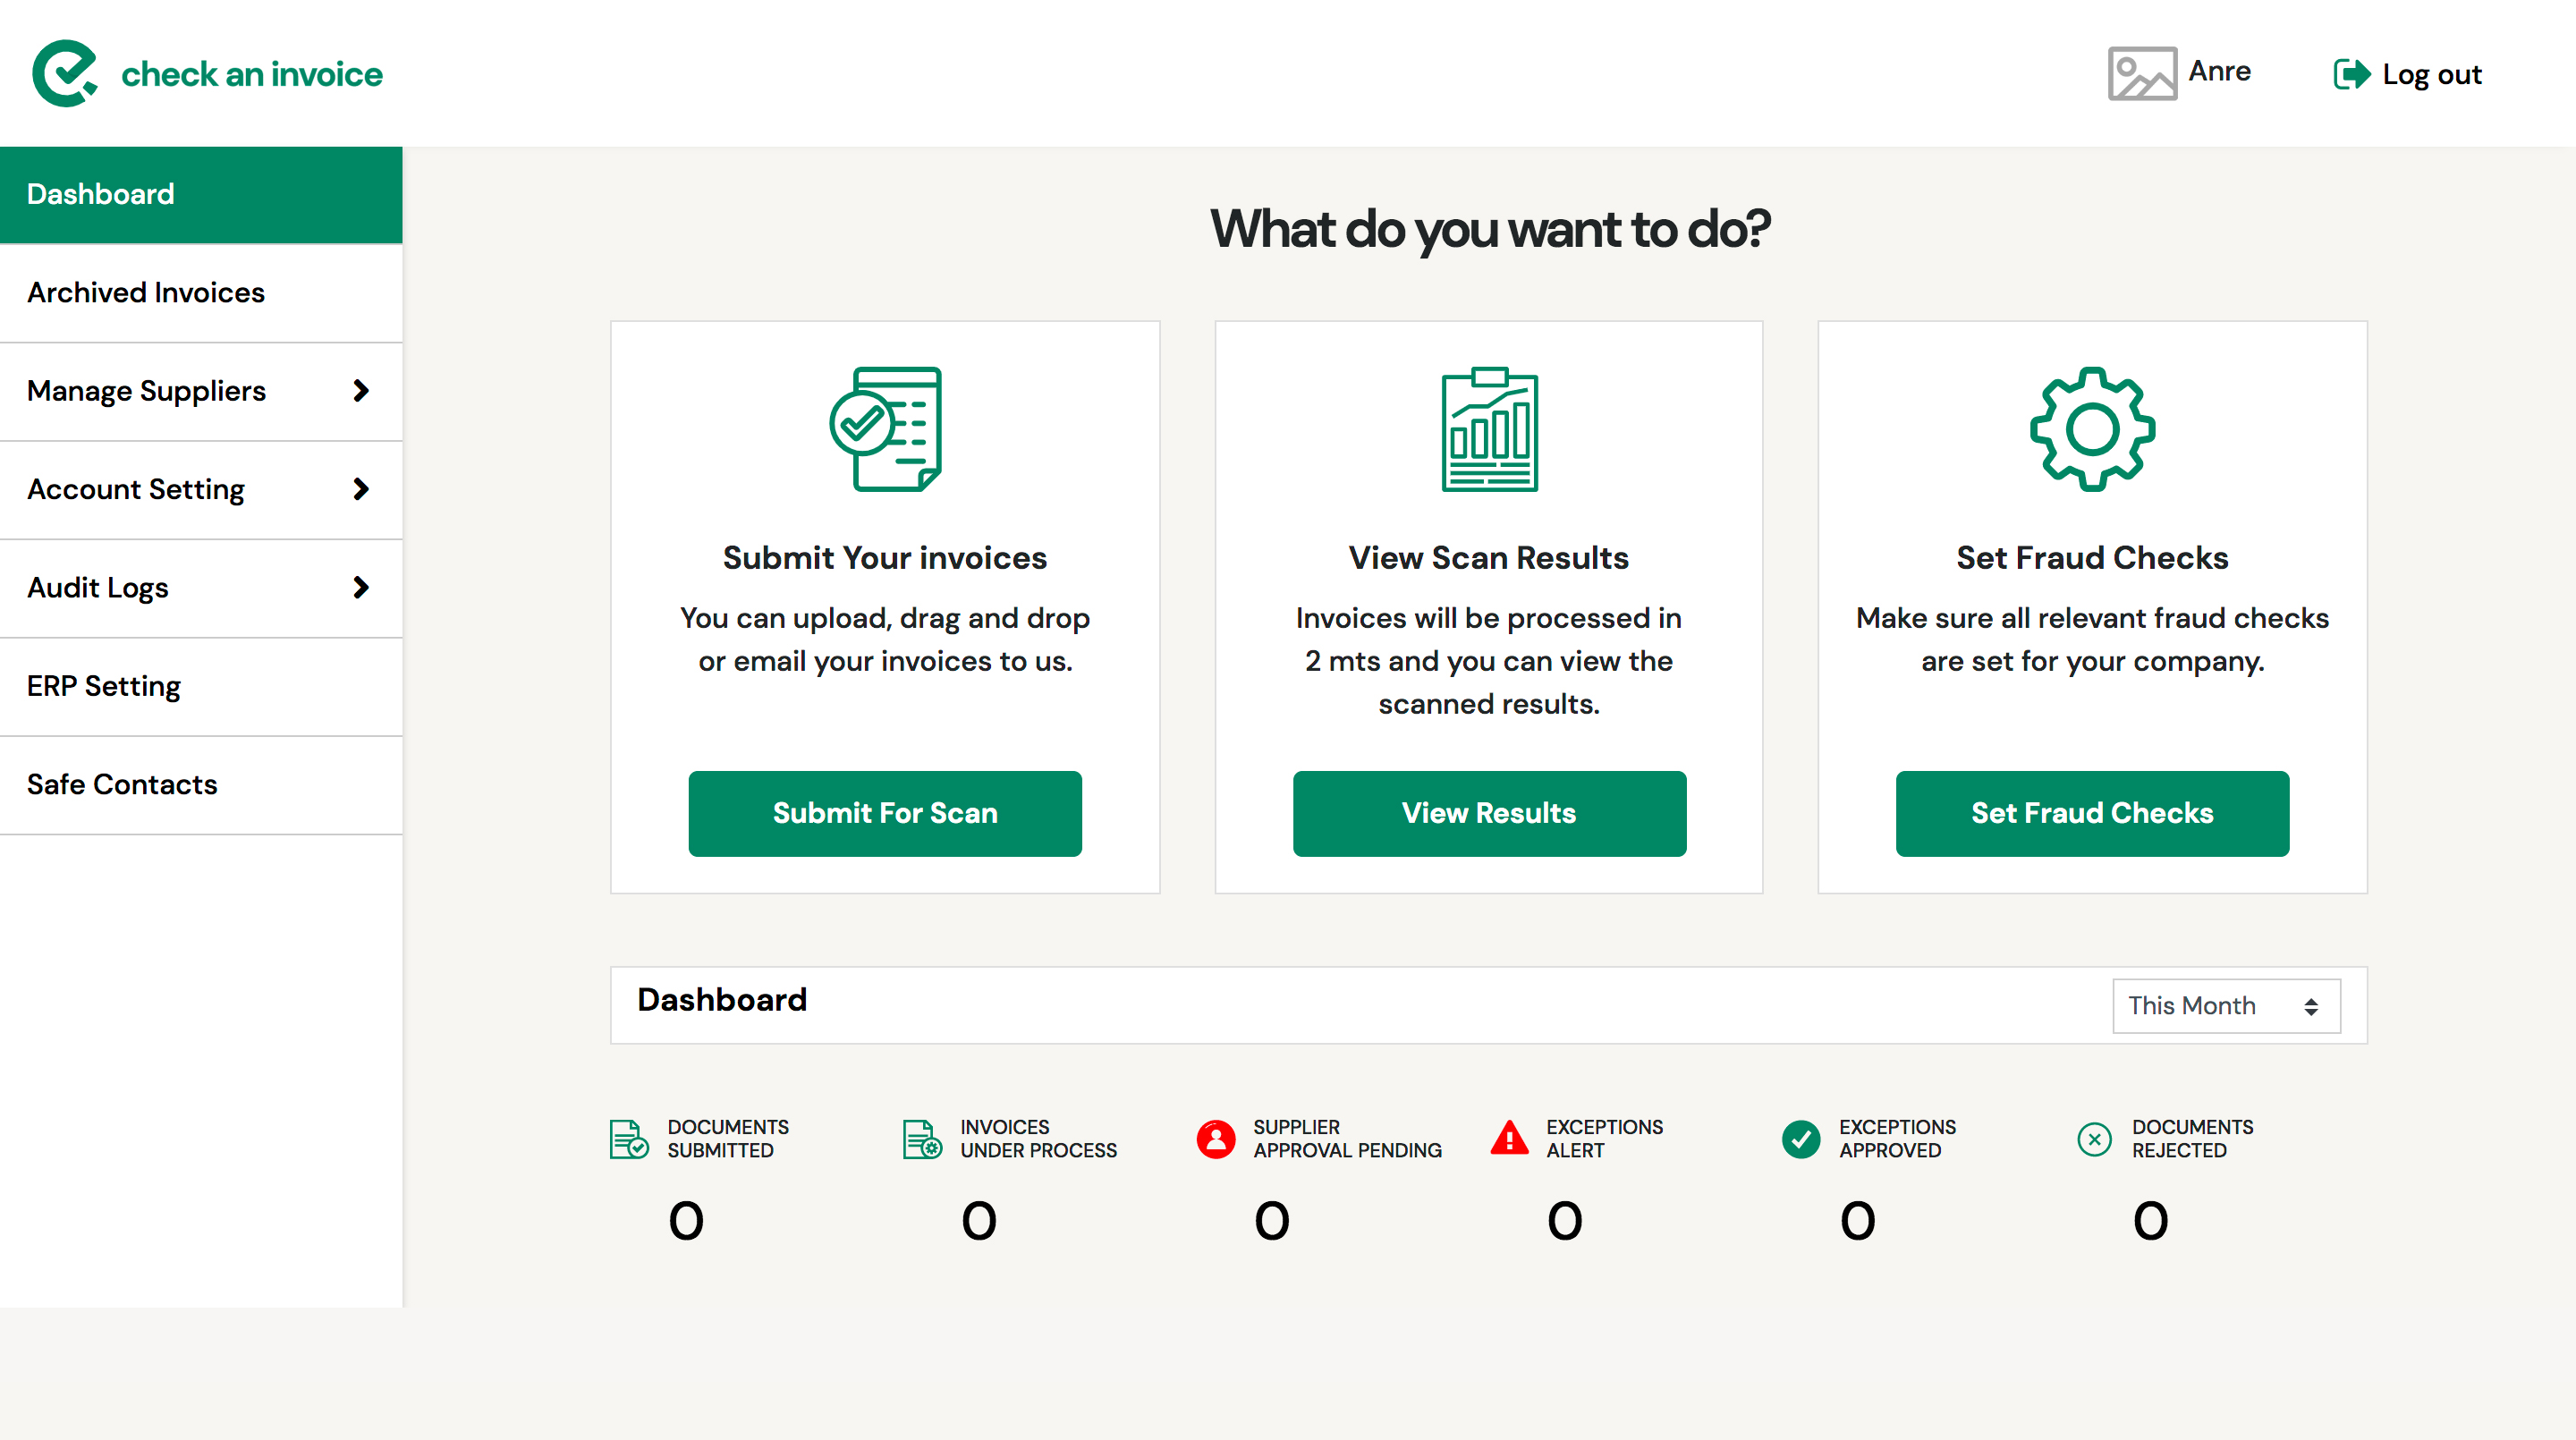 check an invoice
Anre
Log out
Dashboard
Archived Invoices
Manage Suppliers
Account Setting
Audit Logs
ERP Setting
Safe Contacts
What do you want to do?
Submit Your invoices
You can upload, drag and drop
or email your invoices to us.
Submit For Scan
View Scan Results
Invoices will be processed in
2 mts and you can view the
scanned results.
View Results
Set Fraud Checks
Make sure all relevant fraud checks
are set for your company.
Set Fraud Checks
Dashboard
This Month
DOCUMENTS
SUBMITTED
0
INVOICES
UNDER PROCESS
0
SUPPLIER
APPROVAL PENDING
0
EXCEPTIONS
ALERT
0
EXCEPTIONS
APPROVED
0
DOCUMENTS
REJECTED
0